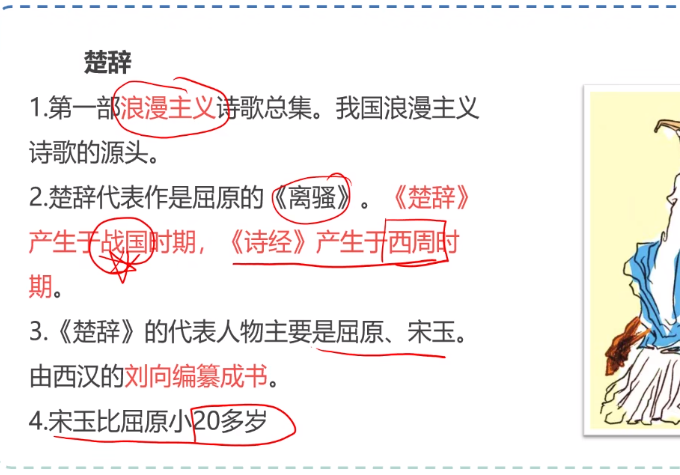 楚辞
1.第一部浪漫主义诗歌总集。我国浪漫主义
诗歌的源头。
2.楚辞代表作是屈原的《离骚》。《楚辞》
产生于战国时期，《诗经》产生于西周时
期。
3.《楚辞》的代表人物主要是屈原、宋玉。
由西汉的刘向编纂成书。
4.宋玉比屈原小20多岁